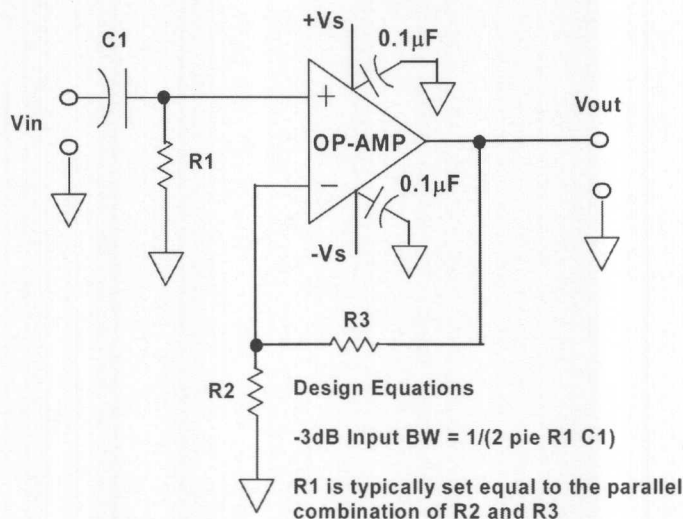 +Vs
0.1µF
C1
Vin
R1
+
OP-AMP
−
0.1µF
-Vs
Vout
R3
R2
Design Equations
-3dB Input BW = 1/(2 pie R1 C1)
R1 is typically set equal to the parallel
combination of R2 and R3